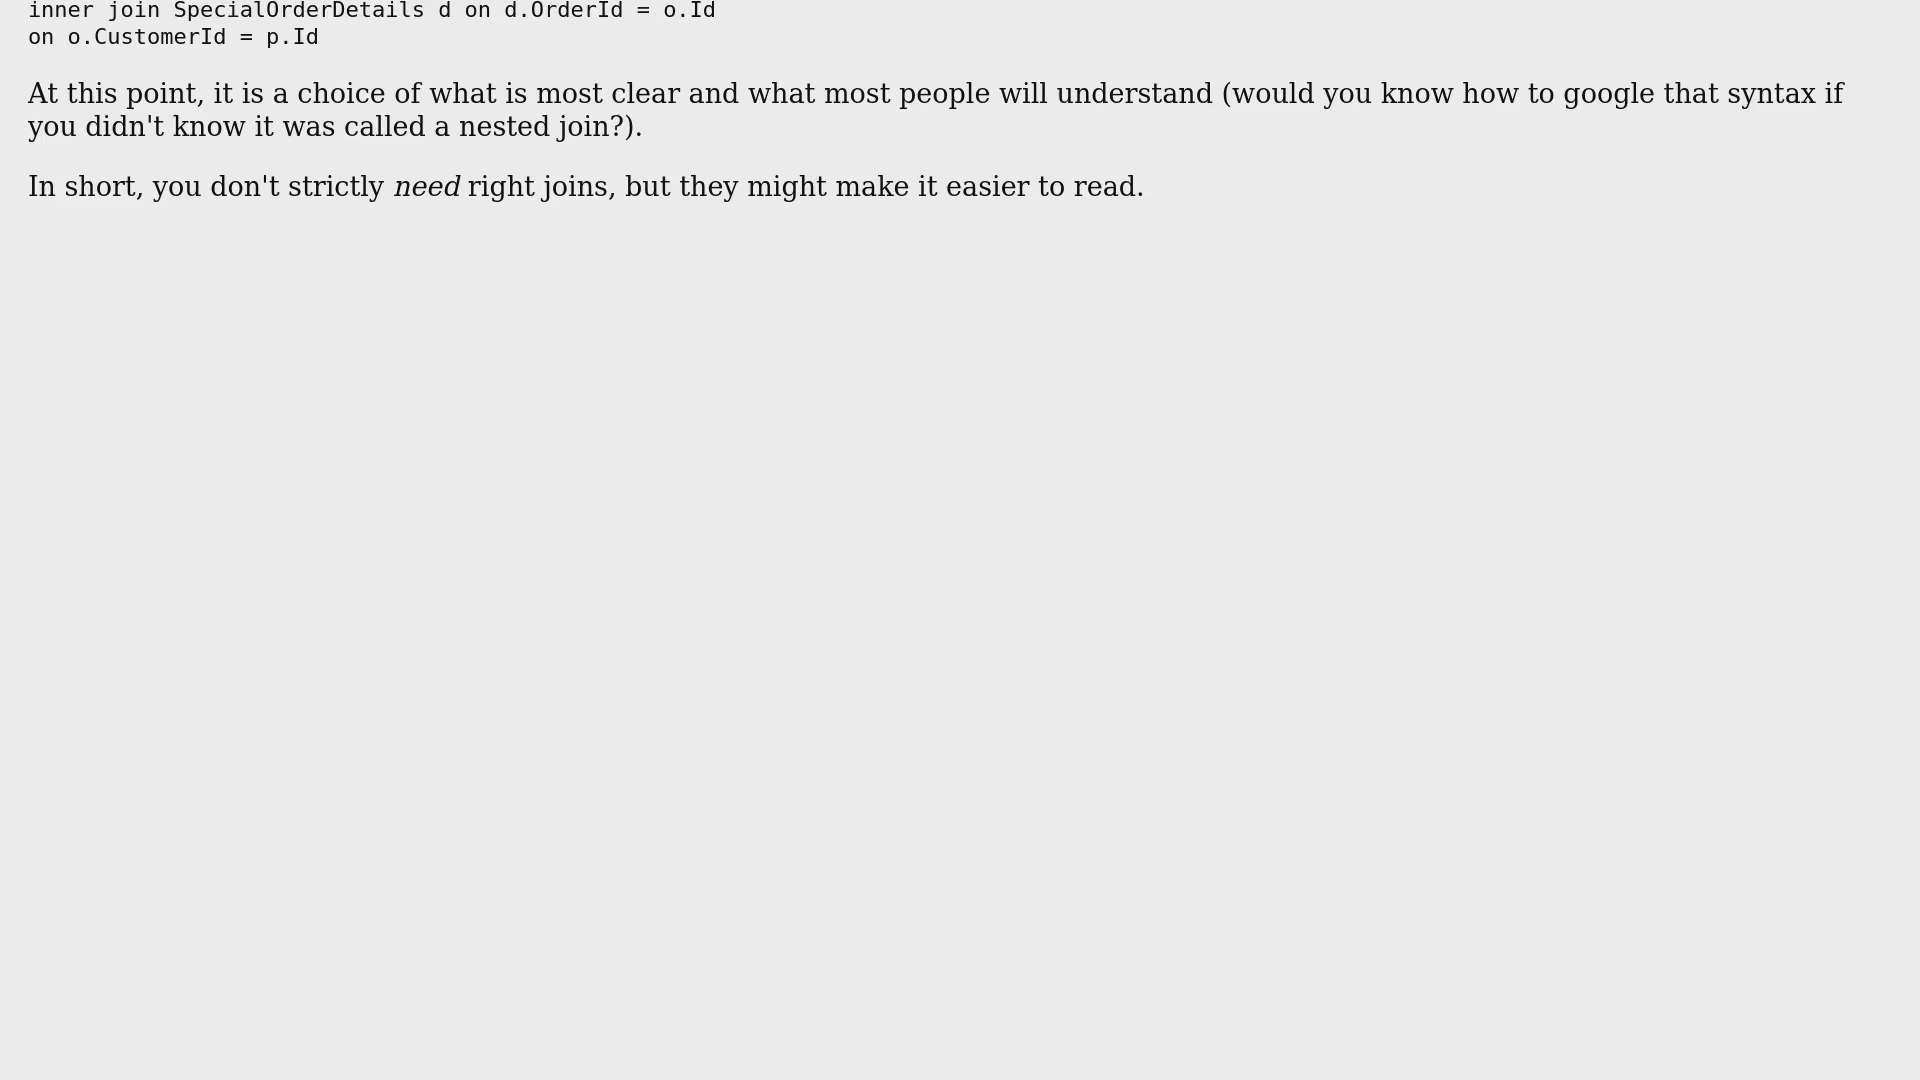 inner join SpecialOrderDetails d on d.OrderId = o.Id
on o.CustomerId = p.Id
At this point, it is a choice of what is most clear and what most people will understand (would you know how to google that syntax if
you didn't know it was called a nested join?).
In short, you don't strictly need right joins, but they might make it easier to read.